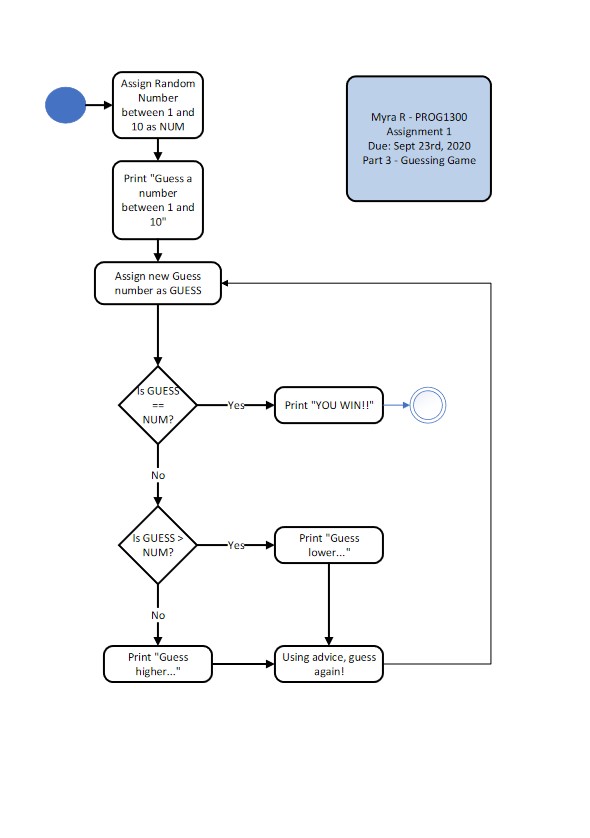 Assign Random
Number
between 1 and
10 as NUM
Myra R - PROG1300
Assignment 1
Due: Sept 23rd, 2020
Part 3 - Guessing Game
Print "Guess a
number
between 1 and
10"
Assign new Guess
number as GUESS
Is GUESS
==
NUM?
Yes
Print "YOU WIN!!"
No
Is GUESS >
NUM?
Yes
Print "Guess
lower..."
No
Print "Guess
higher..."
Using advice, guess
again!